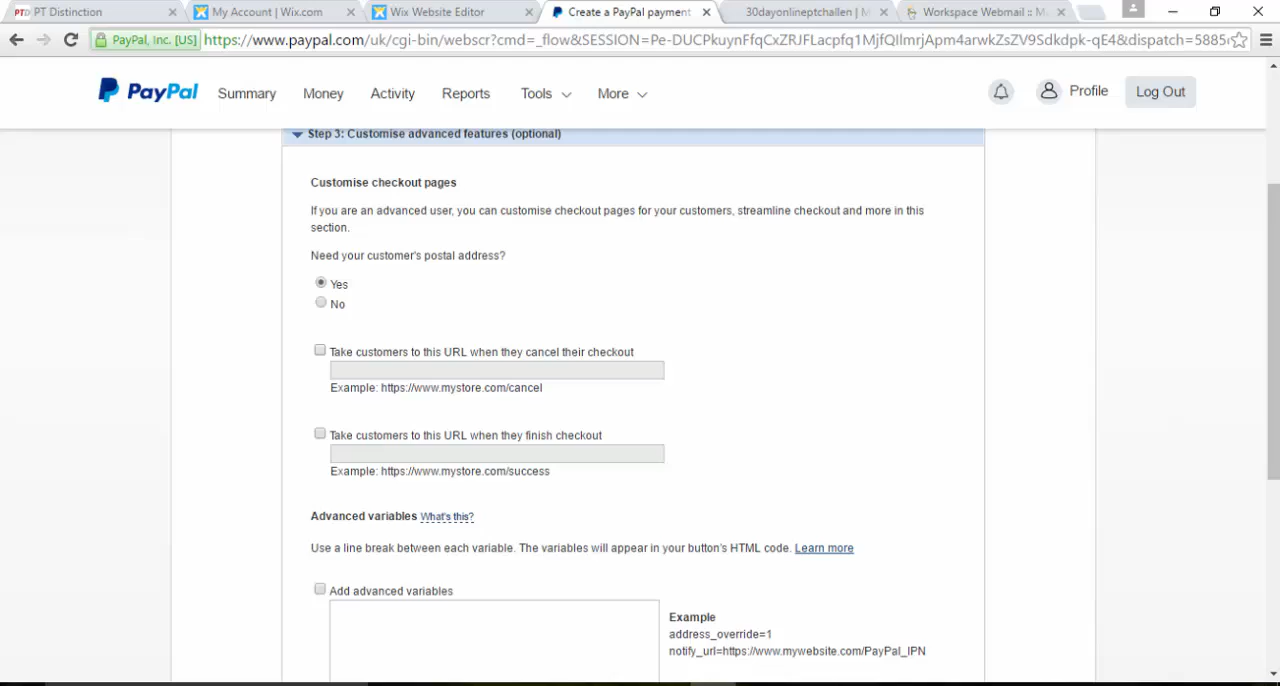 PTD PT Distinction
My Account | Wix.com
Wix Website Editor
Create a PayPal payment
30dayonlineptchallen | M
Workspace Webmail :: M
PayPal, Inc. [US] https://www.paypal.com/uk/cgi-bin/webscr?cmd=_flow&SESSION=Pe-DUCPkuynFfqCxZRJFLacpfq1MjfQIlmrjApm4arwkZsZV9Sdkdpk-qE4&dispatch=5885
PayPal Summary Money Activity Reports Tools More Profile Log Out
Step 3: Customise advanced features (optional)
Customise checkout pages
If you are an advanced user, you can customise checkout pages for your customers, streamline checkout and more in this
section.
Need your customer's postal address?
Yes
No
Take customers to this URL when they cancel their checkout
Example: https://www.mystore.com/cancel
Take customers to this URL when they finish checkout
Example: https://www.mystore.com/success
Advanced variables What's this?
Use a line break between each variable. The variables will appear in your button's HTML code. Learn more
Add advanced variables
Example
address_override=1
notify_url=https://www.mywebsite.com/PayPal_IPN